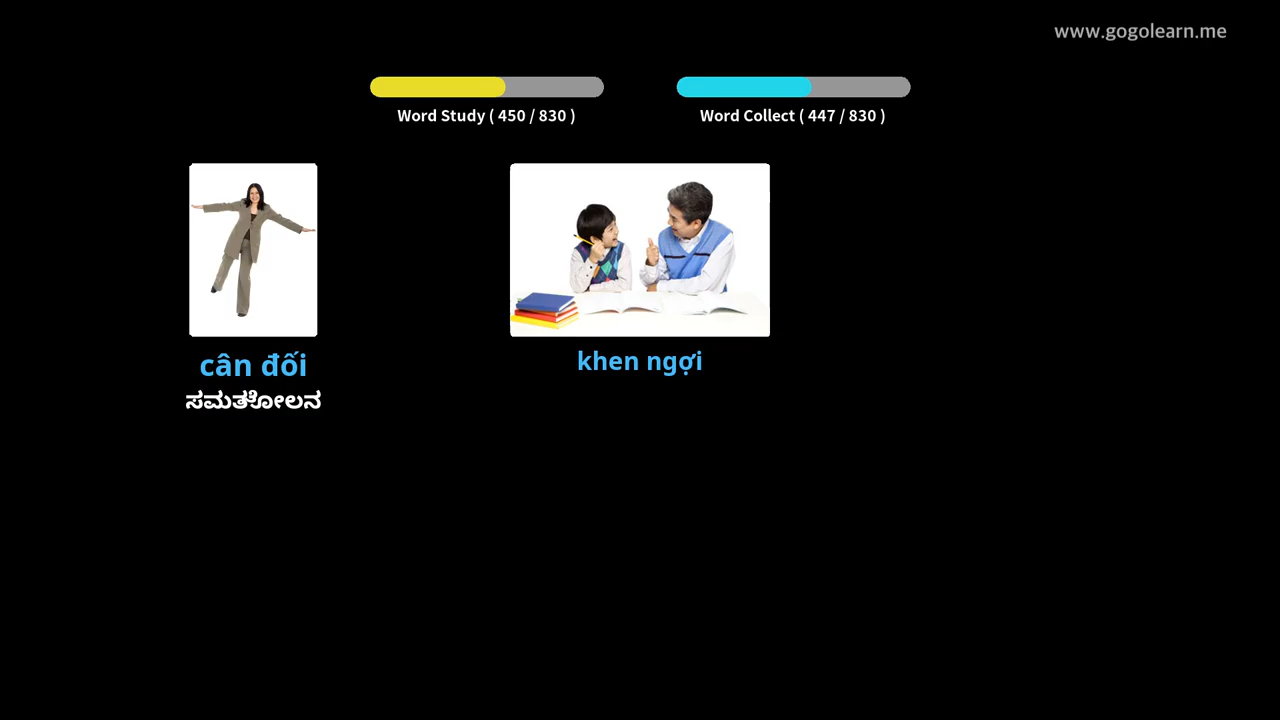 www.gogolearn.me
Word Study ( 450 / 830 )
Word Collect ( 447 / 830 )
cân đối
ಸಮತೋಲನ
khen ngợi